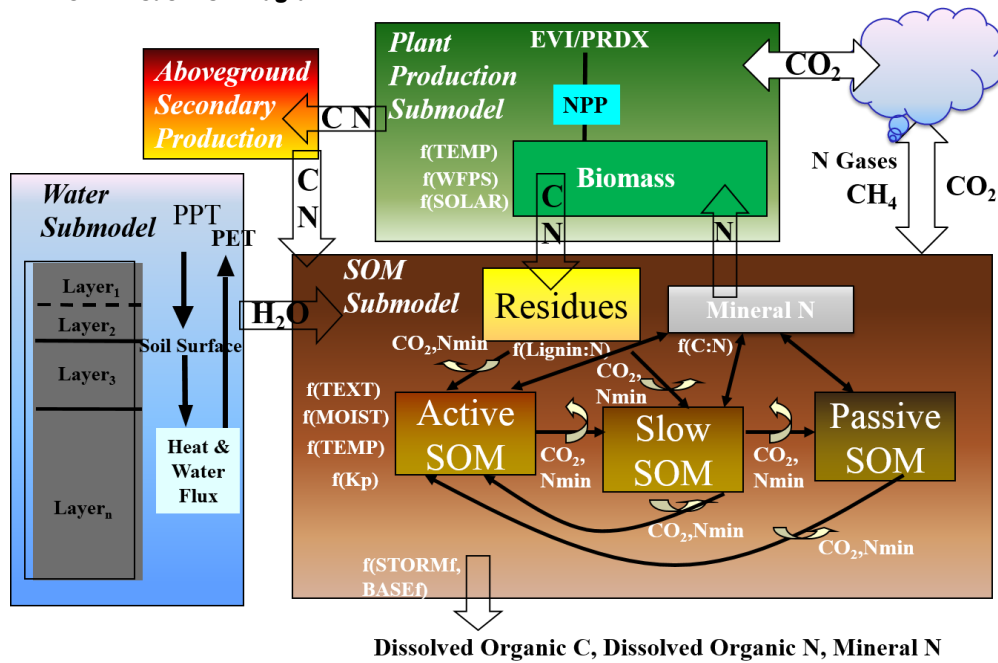 Plant
Production
Submodel
EVI/PRDX
NPP
f(TEMP)
f(WFPS)
f(SOLAR)
Biomass
C
N
N
CO₂
N Gases
CH₄
CO₂
Aboveground
Secondary
Production
C N
C
N
Water
Submodel
PPT
PET
Layer₁
Layer₂
Soil Surface
Layer₃
Heat &
Water
Flux
Layerₙ
H₂O
SOM
Submodel
Residues
Mineral N
CO₂,Nmin
f(Lignin:N)
f(C:N)
CO₂,
Nmin
f(TEXT)
f(MOIST)
f(TEMP)
f(Kp)
Active
SOM
CO₂,
Nmin
Slow
SOM
CO₂,
Nmin
Passive
SOM
CO₂,Nmin
CO₂,Nmin
f(STORMf,
BASEf)
Dissolved Organic C, Dissolved Organic N, Mineral N